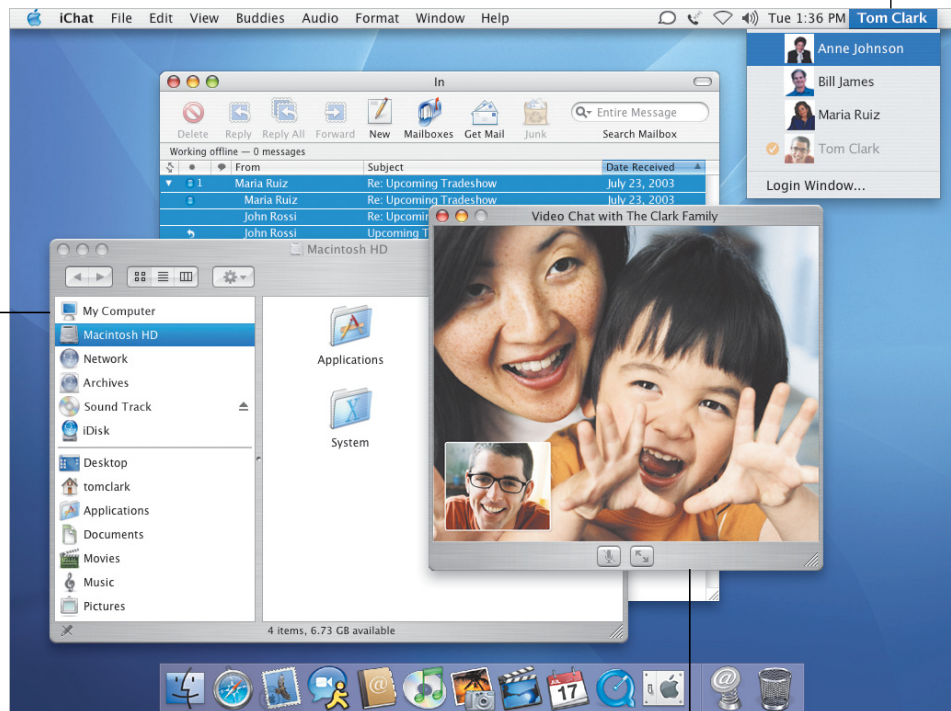 iChat File Edit View Buddies Audio Format Window Help Tue 1:36 PM Tom Clark
Anne Johnson
Bill James
Maria Ruiz
Tom Clark
Login Window...
In
Delete Reply Reply All Forward New Mailboxes Get Mail Junk
Entire Message
Search Mailbox
Working offline — 0 messages
From Subject Date Received
1 Maria Ruiz Re: Upcoming Tradeshow July 23, 2003
Maria Ruiz Re: Upcoming Tradeshow July 23, 2003
John Rossi Re: Upcomin
John Rossi Upcoming T
Macintosh HD
My Computer
Macintosh HD
Network
Archives
Sound Track
iDisk
Desktop
tomclark
Applications
Documents
Movies
Music
Pictures
Applications
System
4 items, 6.73 GB available
Video Chat with The Clark Family
JUL
17